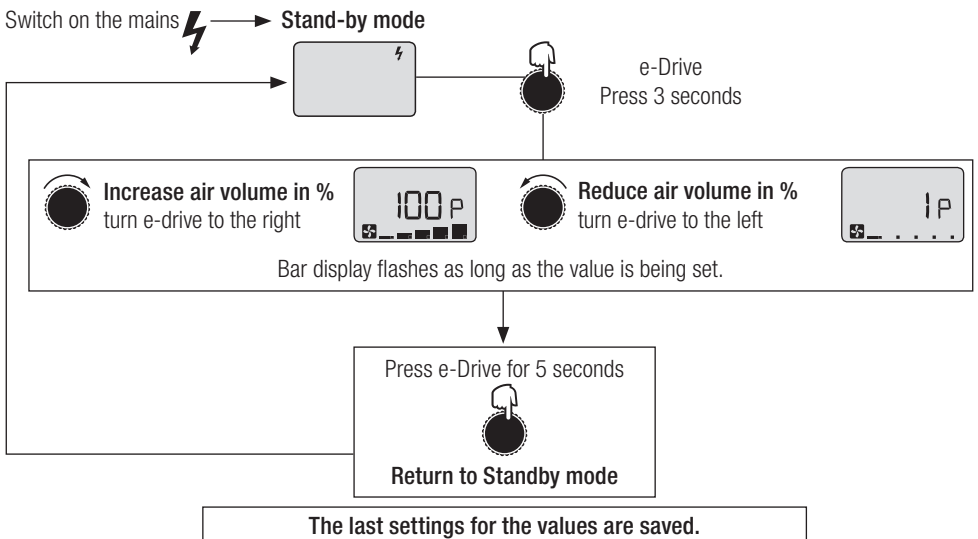 Switch on the mains Stand-by mode
e-Drive
Press 3 seconds
Increase air volume in %
turn e-drive to the right
100 P
Reduce air volume in %
turn e-drive to the left
1 P
Bar display flashes as long as the value is being set.
Press e-Drive for 5 seconds
Return to Standby mode
The last settings for the values are saved.